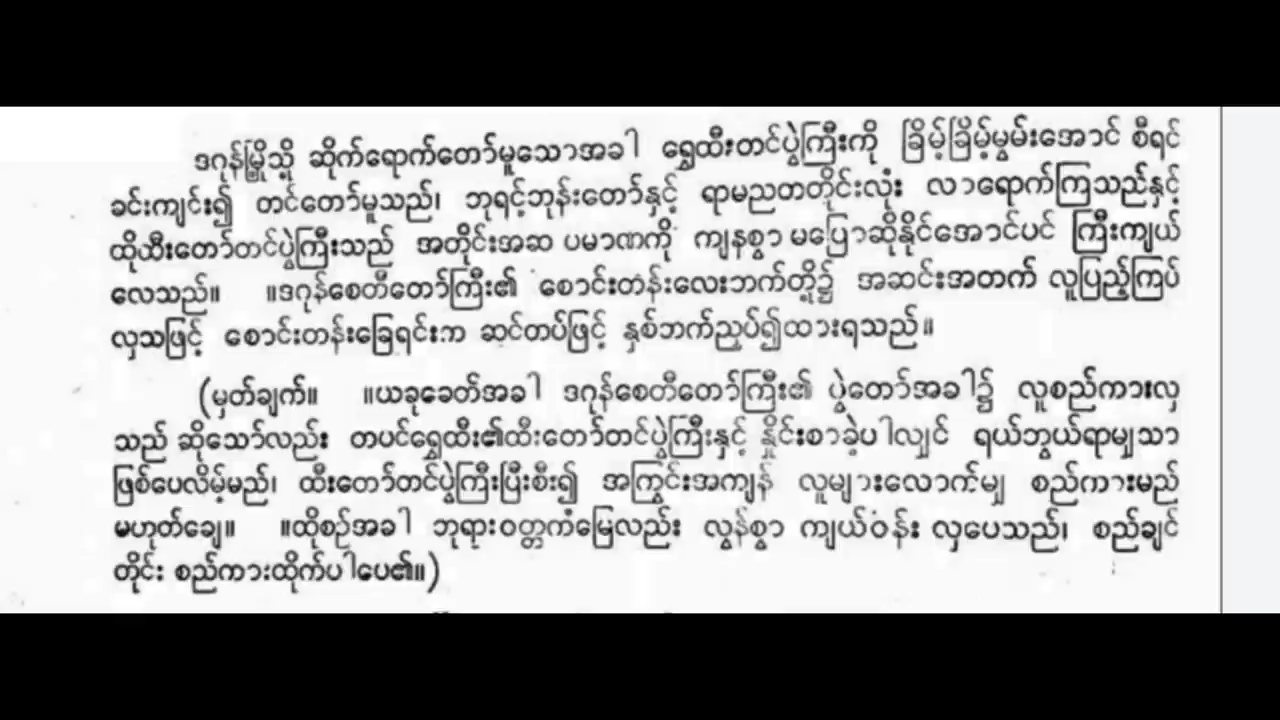 ဒဂုန်မြို့သို့ ဆိုက်ရောက်တော်မူသောအခါ ရွှေထီးတင်ပွဲကြီးကို ခြိမ့်ခြိမ့်မွမ်းအောင် စီရင်
ခင်းကျင်း၍ တင်တော်မူသည်၊ ဘုရင့်ဘုန်းတော်နှင့် ရာမညတတိုင်းလုံး လာရောက်ကြသည်နှင့်
ထိုထီးတော်တင်ပွဲကြီးသည် အတိုင်းအဆ ပမာဏကို ကျနစွာ မပြောဆိုနိုင်အောင်ပင် ကြီးကျယ်
လေသည်။ ။ဒဂုန်စေတီတော်ကြီး၏ စောင်းတန်းလေးဘက်တို့၌ အဆင်းအတက် လူပြည့်ကြပ်
လှသဖြင့် စောင်းတန်းခြေရင်းက ဆင်တပ်ဖြင့် နှစ်ဘက်ညှပ်၍ထားရသည်။
(မှတ်ချက်။ ။ယခုခေတ်အခါ ဒဂုန်စေတီတော်ကြီး၏ ပွဲတော်အခါ၌ လူစည်ကားလှ
သည် ဆိုသော်လည်း တပင်ရွှေထီး၏ထီးတော်တင်ပွဲကြီးနှင့် နှိုင်းစာခဲ့ပါလျှင် ရယ်ဘွယ်ရာမျှသာ
ဖြစ်ပေလိမ့်မည်၊ ထီးတော်တင်ပွဲကြီးပြီးစီး၍ အကြွင်းအကျန် လူများလောက်မျှ စည်ကားမည်
မဟုတ်ချေ။ ။ထိုစဉ်အခါ ဘုရားဝတ္တကံမြေလည်း လွန်စွာ ကျယ်ဝန်း လှပေသည်၊ စည်ချင်
တိုင်း စည်ကားထိုက်ပါပေ၏။)